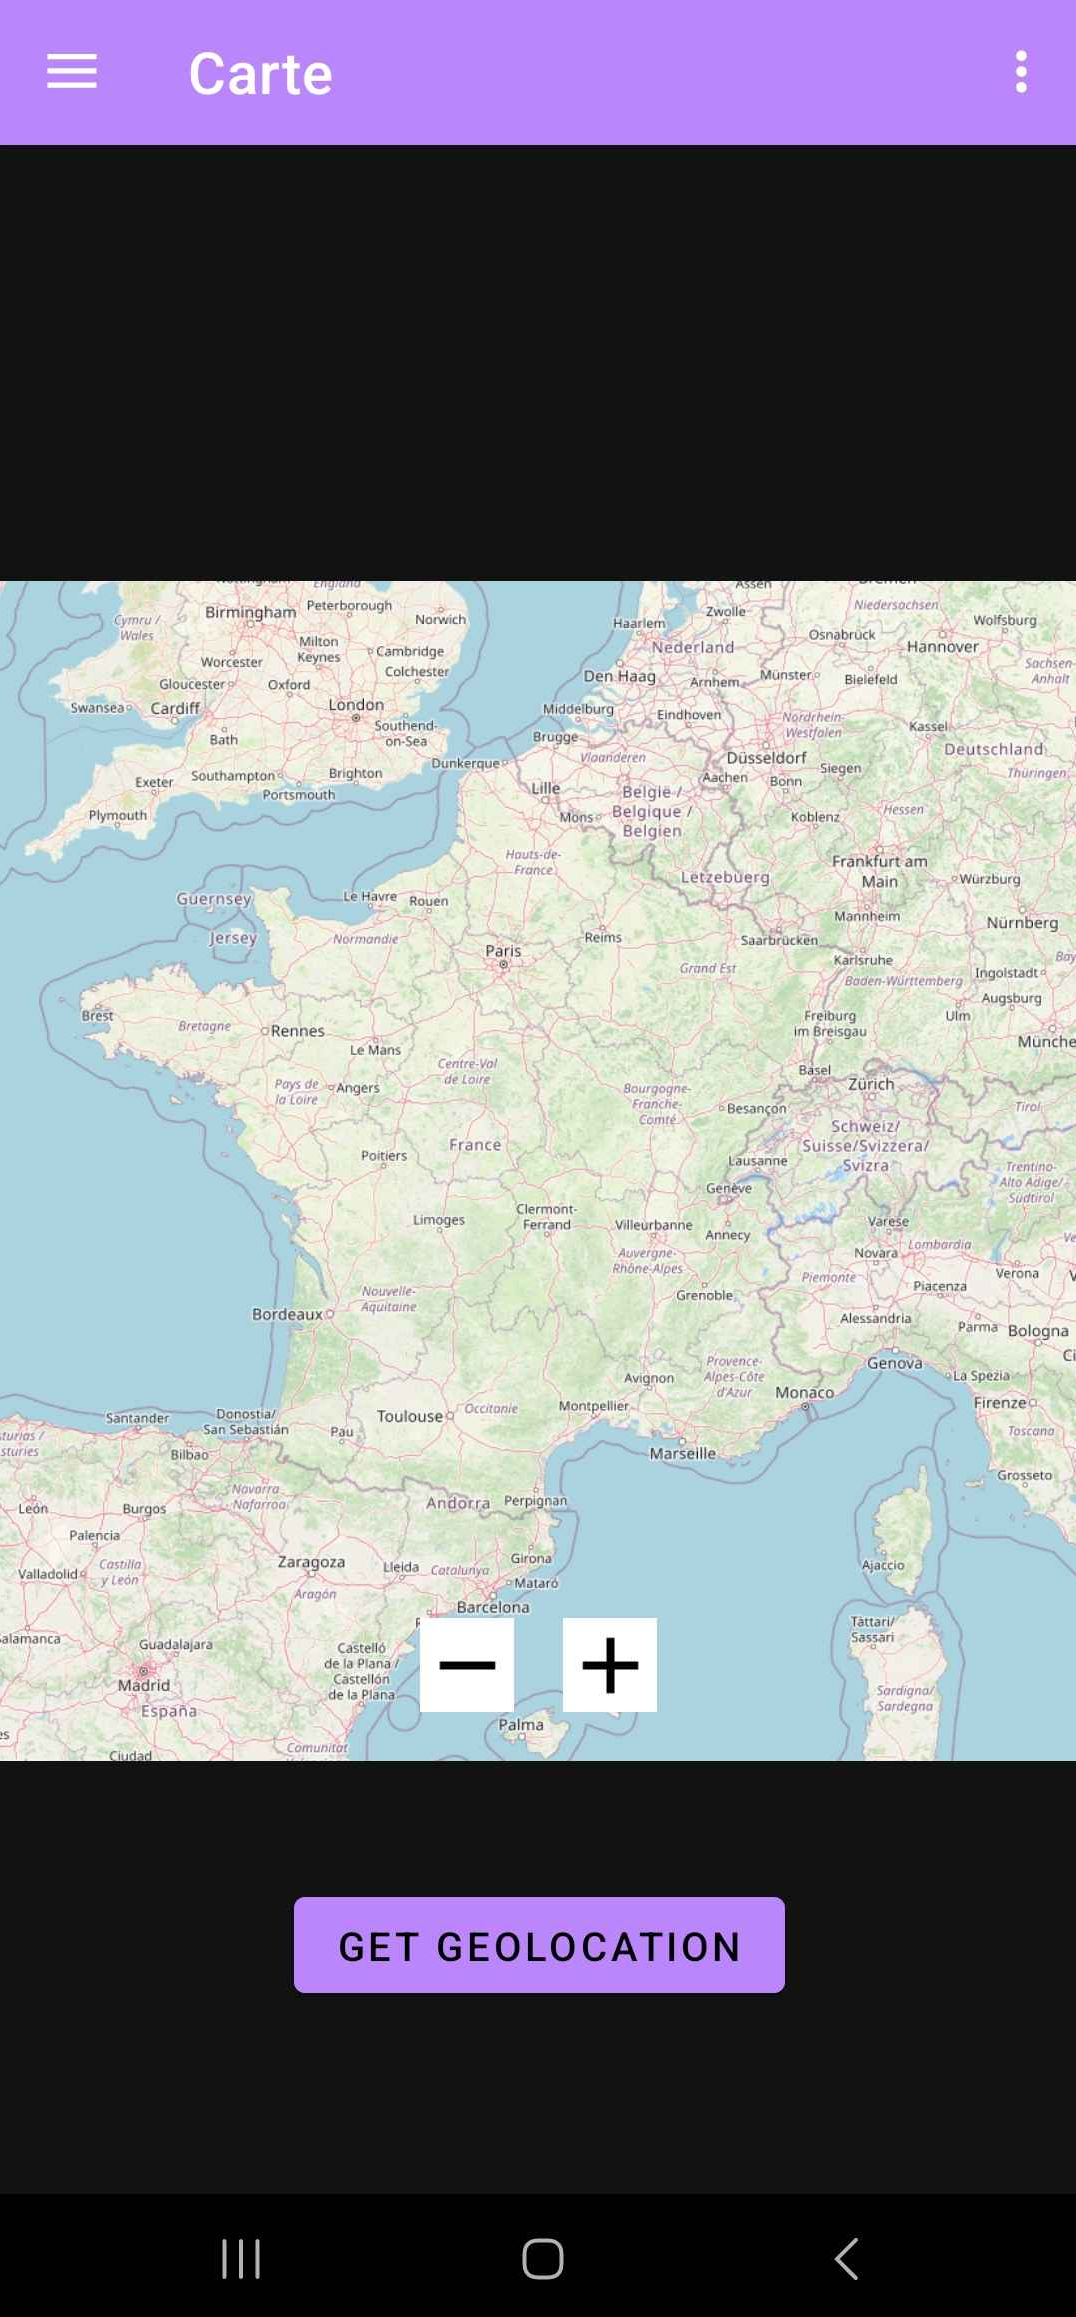 Carte
England
Assen
Birmingham
Peterborough
Norwich
Haarlem
Zwolle
Niedersachsen
Wolfsburg
Cymru /
Wales
Milton
Keynes
Cambridge
Nederland
Osnabrück
Hannover
Worcester
Colchester
Den Haag
Arnhem
Münster
Bielefeld
Sachsen-
Anhalt
Gloucester
Oxford
Swansea
Cardiff
London
Middelburg
Eindhoven
Nordrhein-
Westfalen
Kassel
Southend-
on-Sea
Bath
Brugge
Vlaanderen
Düsseldorf
Deutschland
Dunkerque
Siegen
Thüringen
Exeter
Southampton
Brighton
Aachen
Bonn
Portsmouth
Lille
België /
Belgique /
Belgien
Hessen
Plymouth
Mons
Koblenz
Hauts-de-
France
Letzebuerg
Frankfurt am
Main
Würzburg
Guernsey
Le Havre
Rouen
Mannheim
Nürnberg
Jersey
Normandie
Paris
Reims
Saarbrücken
Grand Est
Karlsruhe
Bay
Baden-Württemberg
Ingolstadt
Augsburg
Brest
Bretagne
Rennes
Freiburg
im Breisgau
Ulm
Münche
Le Mans
Centre-Val
de Loire
Basel
Zürich
Pays de
la Loire
Angers
Bourgogne-
Franche-
Comté
Besançon
Tirol
France
Schweiz/
Suisse/Svizzera/
Svizra
Poitiers
Lausanne
Trentino-
Alto Adige/
Südtirol
Genève
Limoges
Clermont-
Ferrand
Villeurbanne
Annecy
Varese
Lombardia
Auvergne-
Rhône-Alpes
Novara
Verona
Piemonte
Piacenza
Nouvelle-
Aquitaine
Grenoble
Bordeaux
Alessandria
Parma
Bologna
Provence-
Alpes-Côte
d'Azur
Genova
Avignon
Monaco
La Spezia
Montpellier
Firenze
Santander
Donostia/
San Sebastián
Toulouse
Occitanie
Pau
Toscana
sturias /
sturies
Bilbao
Marseille
Grosseto
Navarra
Nafarroa
Andorra
Perpignan
León
Burgos
Palencia
Zaragoza
Lleida
Catalunya
Girona
Ajaccio
Valladolid
Castilla
y León
Mataró
Aragón
Barcelona
Tàttari/
Sassari
alamanca
Guadalajara
Castelló
de la Plana /
Castellón
de la Plana
Madrid
España
Sardigna/
Sardegna
Palma
Ciudad
Comunitat
GET GEOLOCATION